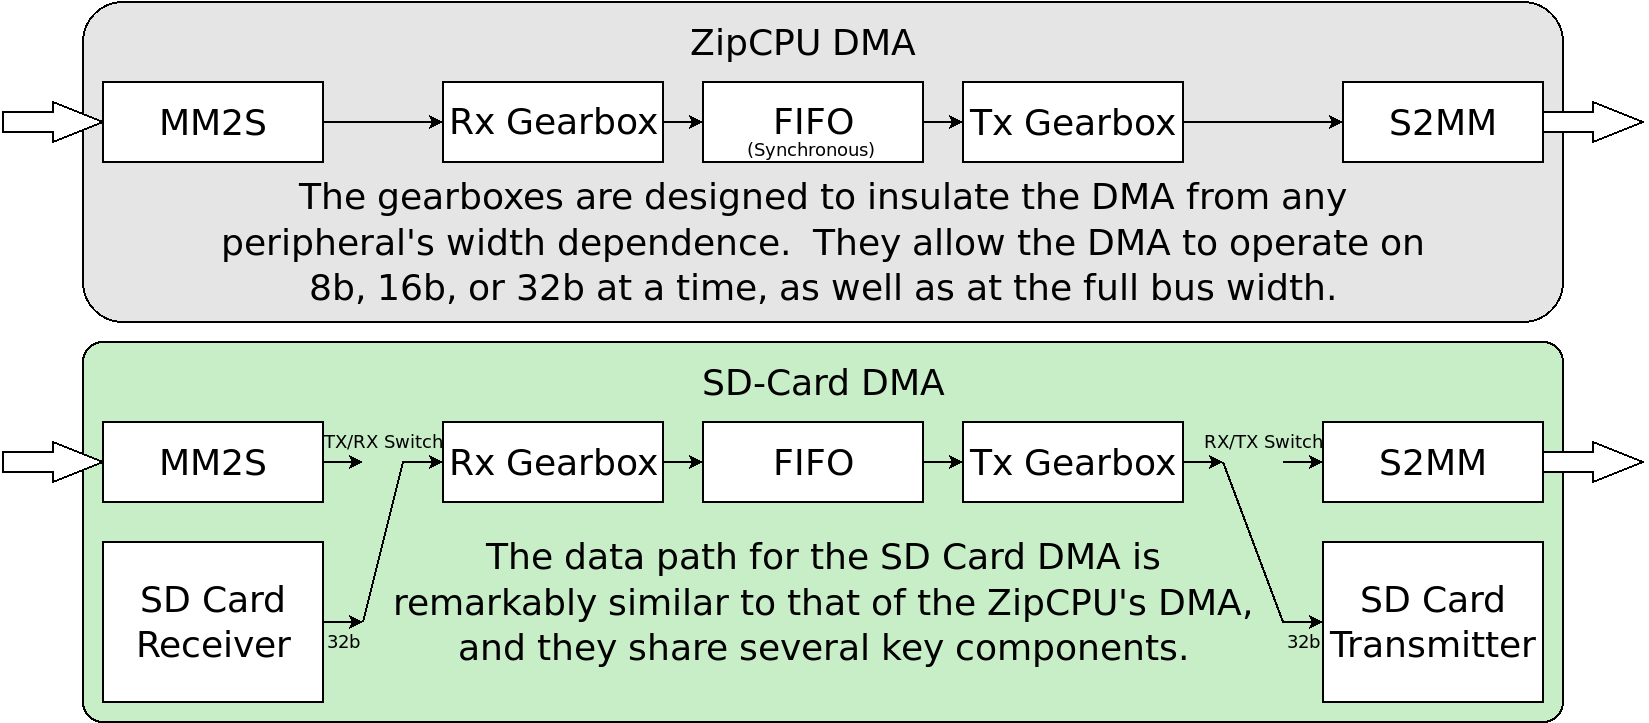 ZipCPU DMA
MM2S
Rx Gearbox
FIFO
(Synchronous)
Tx Gearbox
S2MM
The gearboxes are designed to insulate the DMA from any
peripheral's width dependence.  They allow the DMA to operate on
8b, 16b, or 32b at a time, as well as at the full bus width.
SD-Card DMA
MM2S
TX/RX Switch
Rx Gearbox
FIFO
Tx Gearbox
RX/TX Switch
S2MM
SD Card
Receiver
32b
The data path for the SD Card DMA is
remarkably similar to that of the ZipCPU's DMA,
and they share several key components.
32b
SD Card
Transmitter